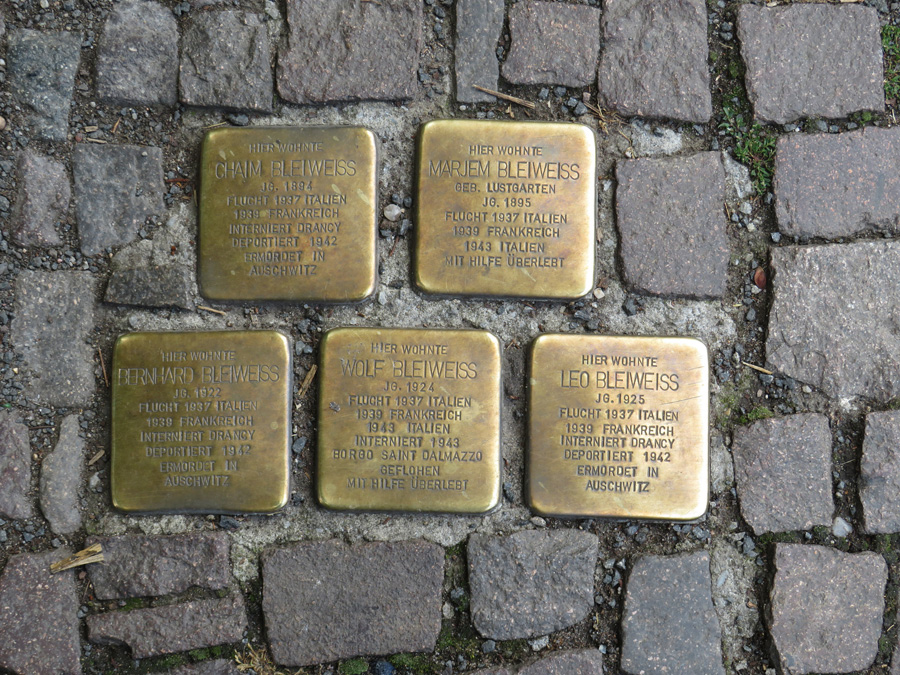 HIER WOHNTE
CHAIM BLEIWEISS
JG. 1894
FLUCHT 1937 ITALIEN
1939 FRANKREICH
INTERNIERT DRANCY
DEPORTIERT 1942
ERMORDET IN
AUSCHWITZ
HIER WOHNTE
MARJEM BLEIWEISS
GEB. LUSTGARTEN
JG. 1895
FLUCHT 1937 ITALIEN
1939 FRANKREICH
1943 ITALIEN
MIT HILFE ÜBERLEBT
HIER WOHNTE
BERNHARD BLEIWEISS
JG. 1922
FLUCHT 1937 ITALIEN
1939 FRANKREICH
INTERNIERT DRANCY
DEPORTIERT 1942
ERMORDET IN
AUSCHWITZ
HIER WOHNTE
WOLF BLEIWEISS
JG. 1924
FLUCHT 1937 ITALIEN
1939 FRANKREICH
1943 ITALIEN
INTERNIERT 1943
BORGO SAINT DALMAZZO
GEFLOHEN
MIT HILFE ÜBERLEBT
HIER WOHNTE
LEO BLEIWEISS
JG. 1925
FLUCHT 1937 ITALIEN
1939 FRANKREICH
INTERNIERT DRANCY
DEPORTIERT 1942
ERMORDET IN
AUSCHWITZ